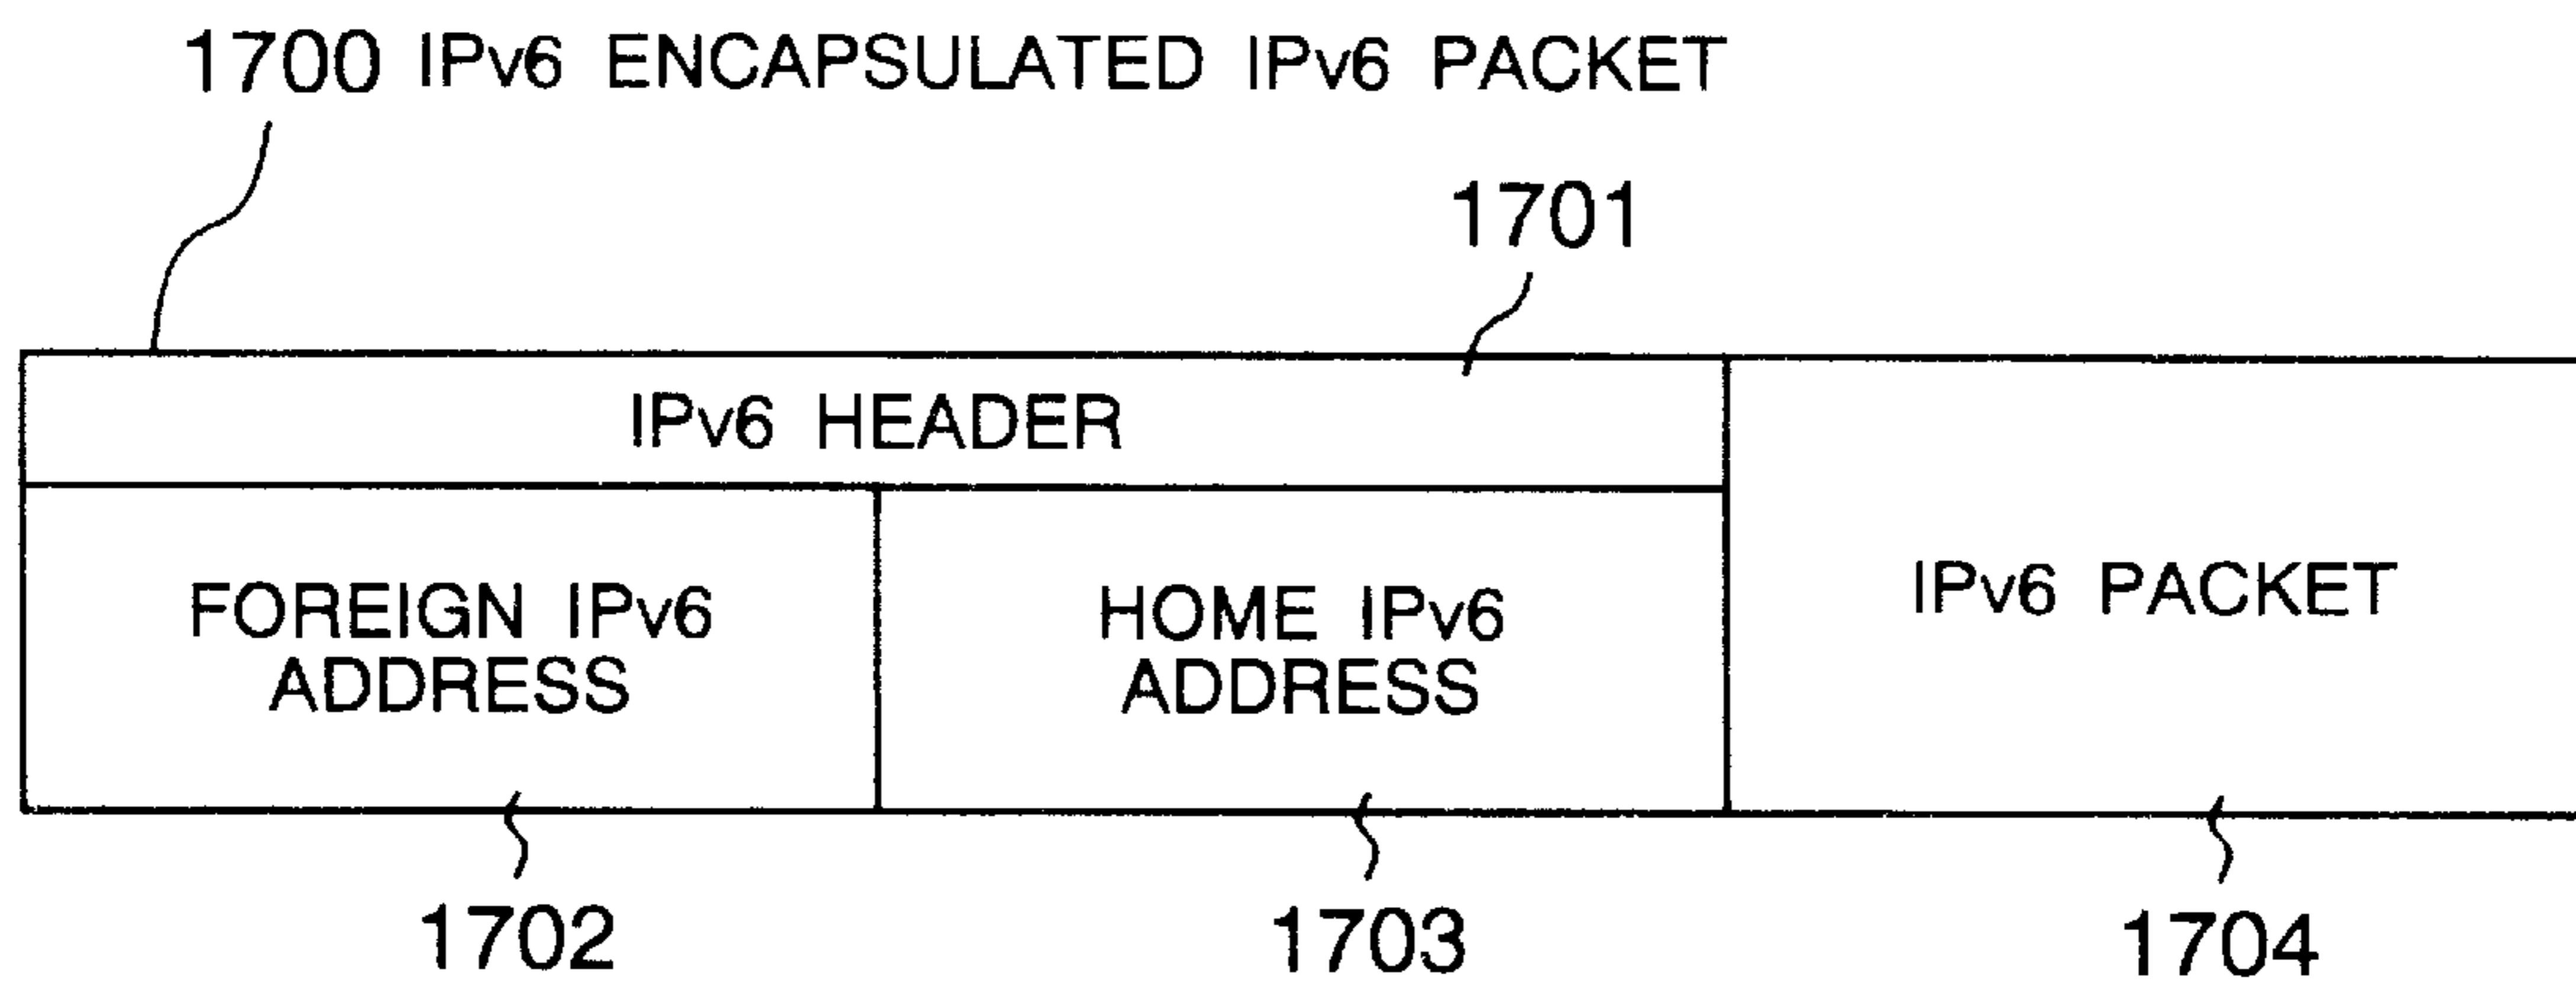 1700 IPv6 ENCAPSULATED IPv6 PACKET
1701
IPv6 HEADER
FOREIGN IPv6
ADDRESS
HOME IPv6
ADDRESS
IPv6 PACKET
1702
1703
1704